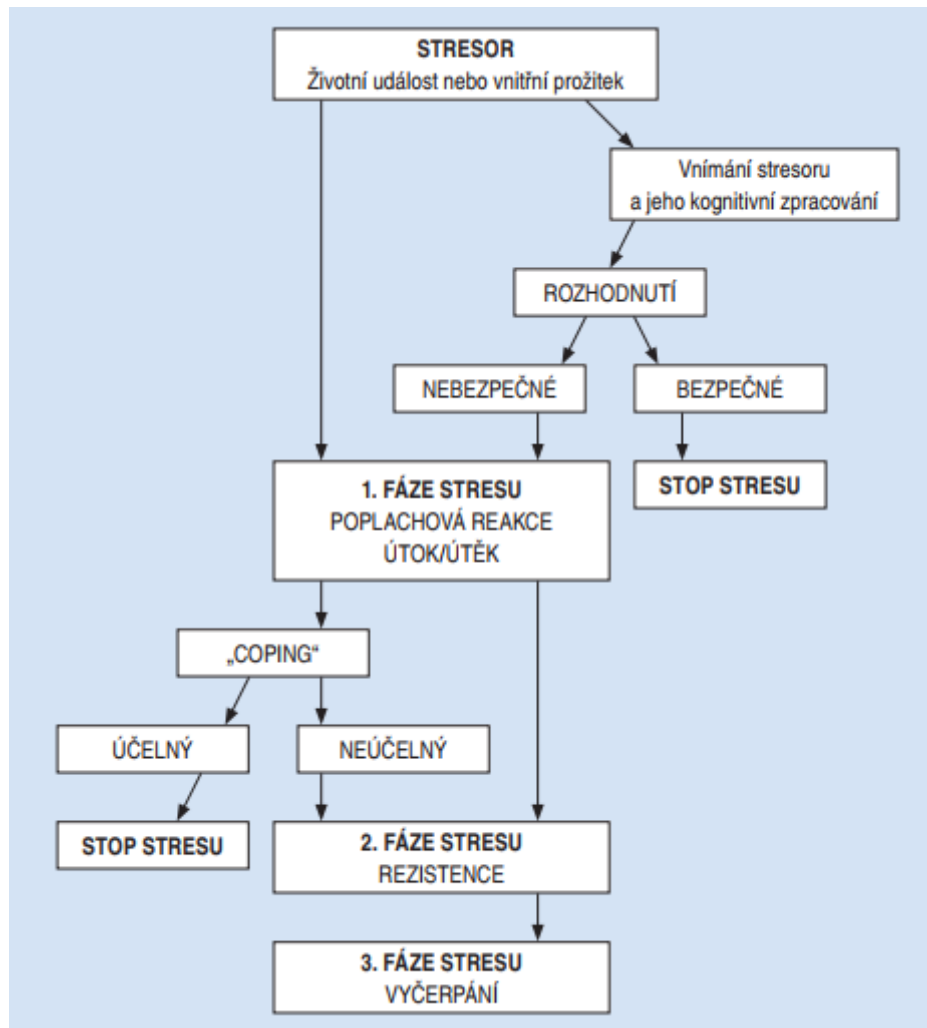 STRESOR
Životní událost nebo vnitřní prožitek
Vnímání stresoru
a jeho kognitivní zpracování
ROZHODNUTÍ
NEBEZPEČNÉ
BEZPEČNÉ
1. FÁZE STRESU
POPLACHOVÁ REAKCE
ÚTOK/ÚTĚK
STOP STRESU
„COPING“
ÚČELNÝ
NEÚČELNÝ
STOP STRESU
2. FÁZE STRESU
REZISTENCE
3. FÁZE STRESU
VYČERPÁNÍ